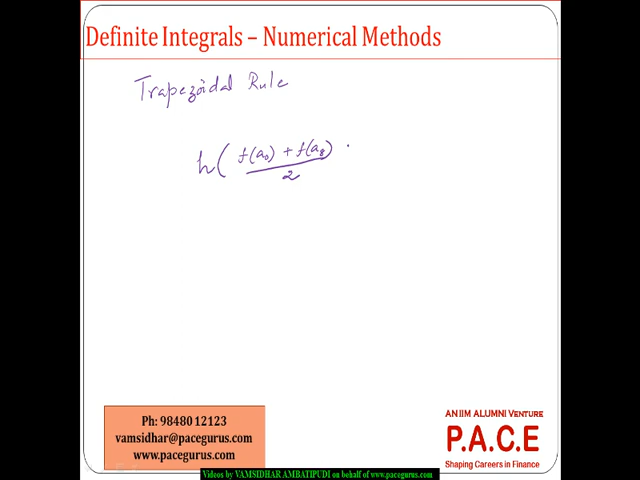 Definite Integrals – Numerical Methods
Trapezoidal Rule
h( f(a₀) + f(a₈)
2
Ph: 98480 12123
vamsidhar@pacegurus.com
www.pacegurus.com
AN IIM ALUMNI VENTURE
P.A.C.E
Shaping Careers in Finance
Videos by VAMSIDHAR AMBATIPUDI on behalf of www.pacegurus.com